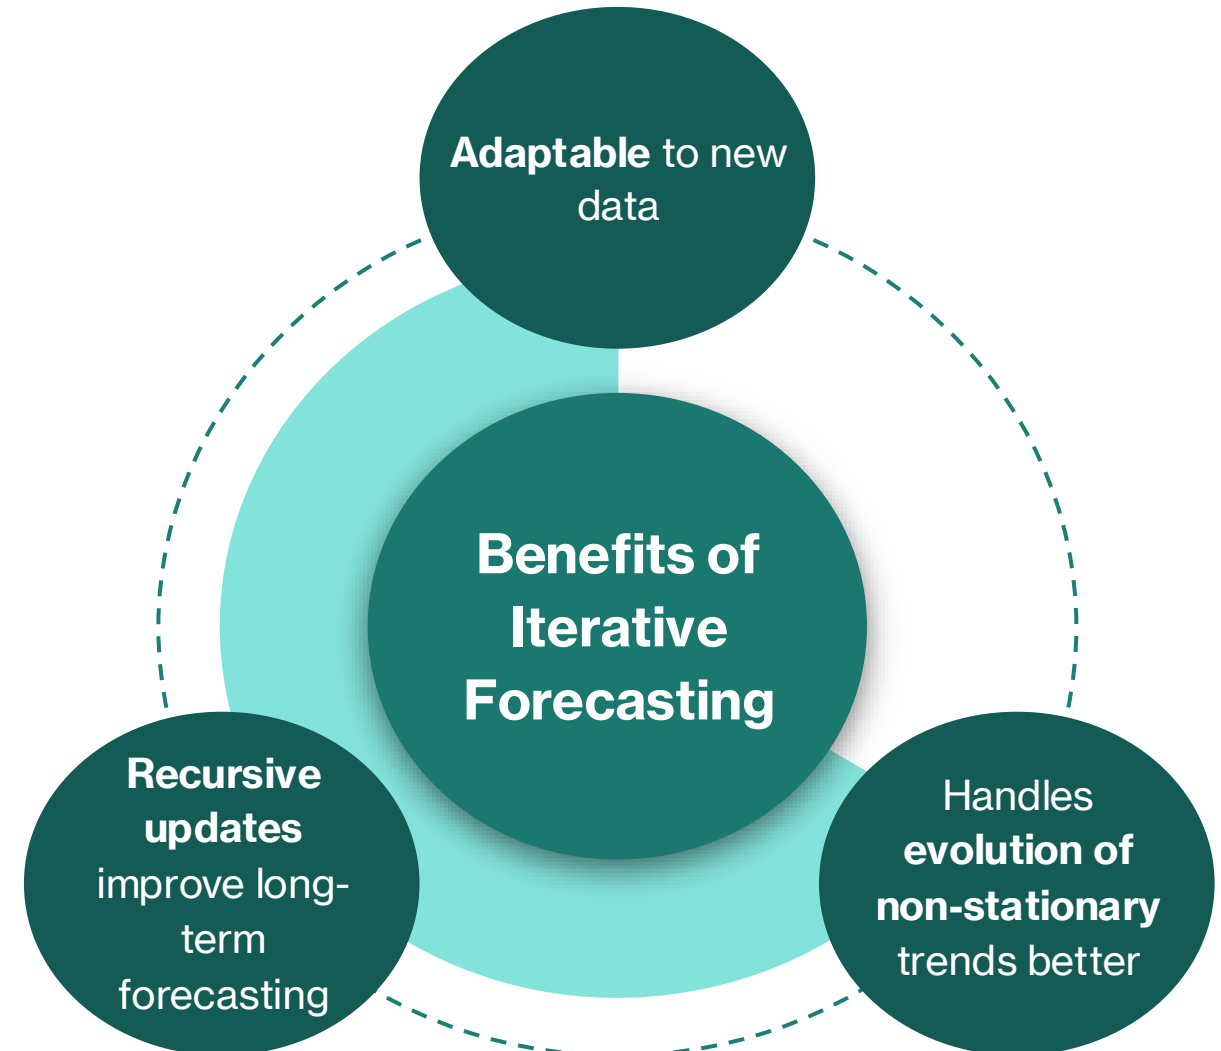 Adaptable to new
data
Benefits of
Iterative
Forecasting
Recursive
updates
improve long-
term
forecasting
Handles
evolution of
non-stationary
trends better